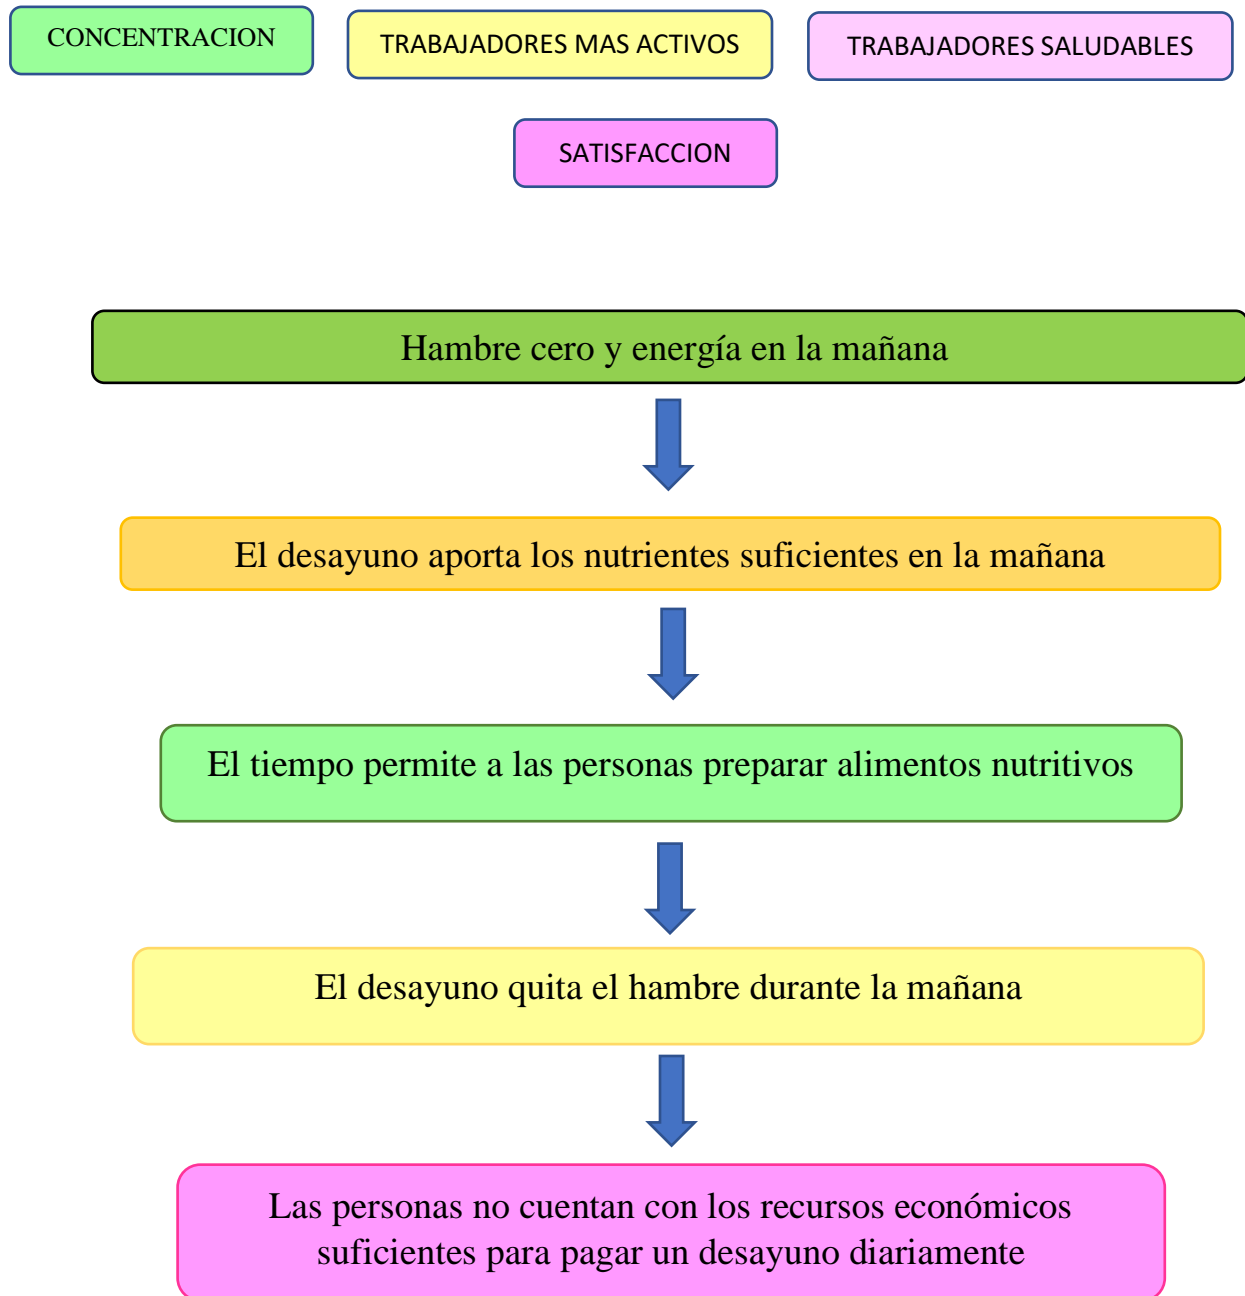 CONCENTRACION
TRABAJADORES MAS ACTIVOS
TRABAJADORES SALUDABLES
SATISFACCION
Hambre cero y energía en la mañana
El desayuno aporta los nutrientes suficientes en la mañana
El tiempo permite a las personas preparar alimentos nutritivos
El desayuno quita el hambre durante la mañana
Las personas no cuentan con los recursos económicos
suficientes para pagar un desayuno diariamente